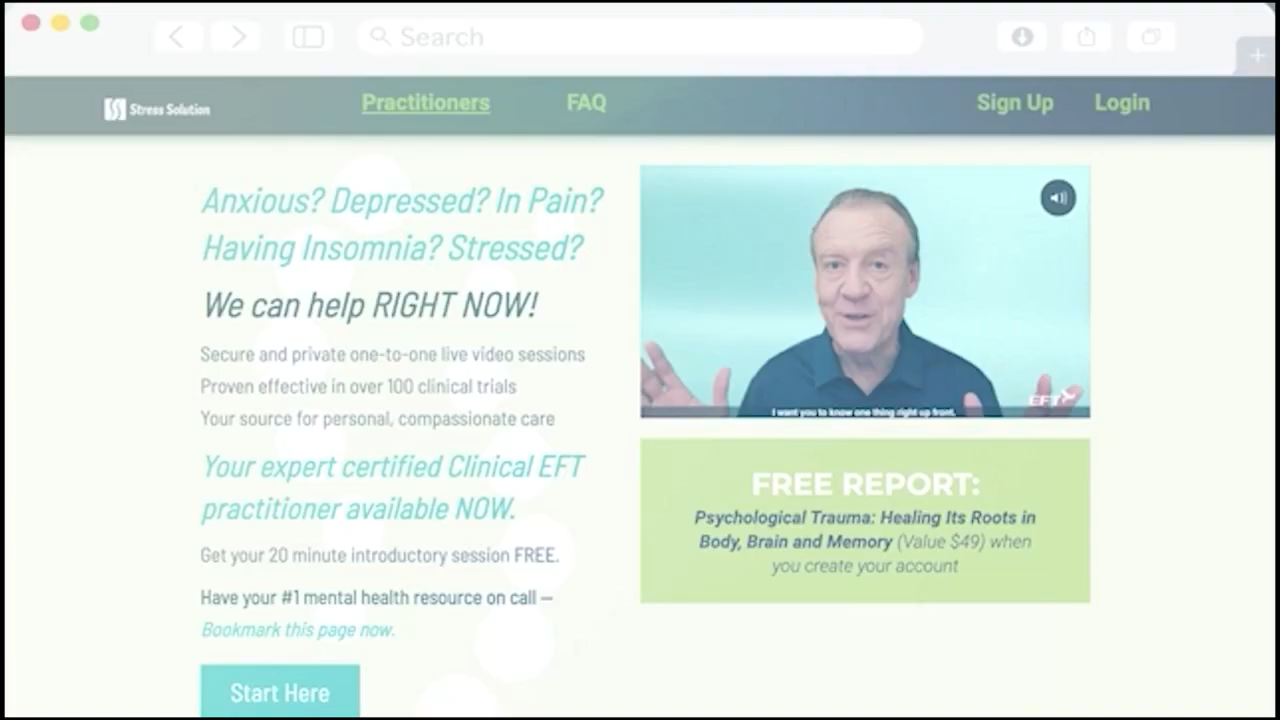 Search
Stress Solution
Practitioners
FAQ
Sign Up
Login
Anxious? Depressed? In Pain?
Having Insomnia? Stressed?
We can help RIGHT NOW!
Secure and private one-to-one live video sessions
Proven effective in over 100 clinical trials
Your source for personal, compassionate care
Your expert certified Clinical EFT
practitioner available NOW.
Get your 20 minute introductory session FREE.
Have your #1 mental health resource on call —
Bookmark this page now.
Start Here
I want you to know one thing right up front.
EFT
FREE REPORT:
Psychological Trauma: Healing Its Roots in
Body, Brain and Memory (Value $49) when
you create your account